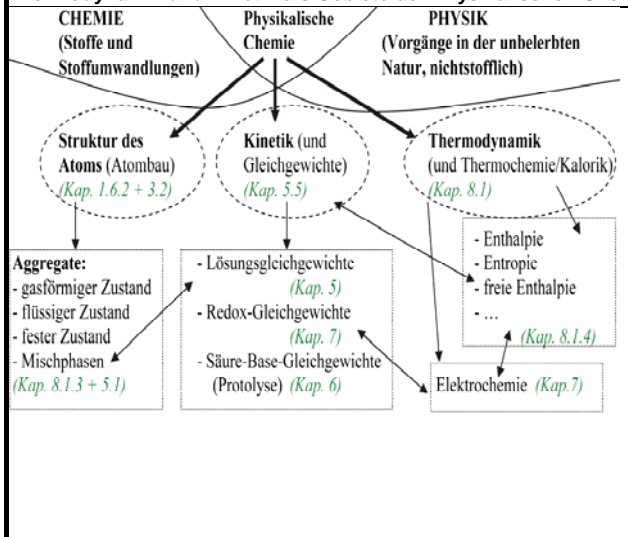 CHEMIE
(Stoffe und
Stoffumwandlungen)
Physikalische
Chemie
PHYSIK
(Vorgänge in der unbelerbten
Natur, nichtstofflich)
Struktur des
Atoms (Atombau)
(Kap. 1.6.2 + 3.2)
Kinetik (und
Gleichgewichte)
(Kap. 5.5)
Thermodynamik
(und Thermochemie/Kalorik)
(Kap. 8.1)
Aggregate:
- gasförmiger Zustand
- flüssiger Zustand
- fester Zustand
- Mischphasen
(Kap. 8.1.3 + 5.1)
- Lösungsgleichgewichte
(Kap. 5)
- Redox-Gleichgewichte
(Kap. 7)
- Säure-Base-Gleichgewichte
(Protolyse) (Kap. 6)
- Enthalpie
- Entropic
- freie Enthalpie
- ...
(Kap. 8.1.4)
Elektrochemie (Kap.7)